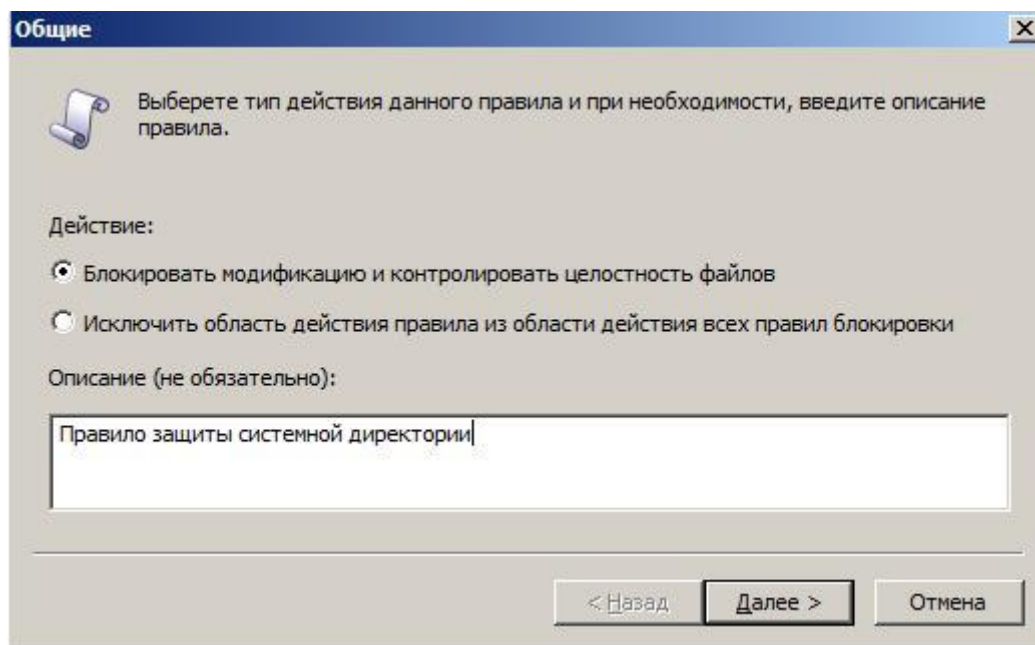 Общие
Выберете тип действия данного правила и при необходимости, введите описание
правила.
Действие:
Блокировать модификацию и контролировать целостность файлов
Исключить область действия правила из области действия всех правил блокировки
Описание (не обязательно):
Правило защиты системной директории
< Назад Далее > Отмена